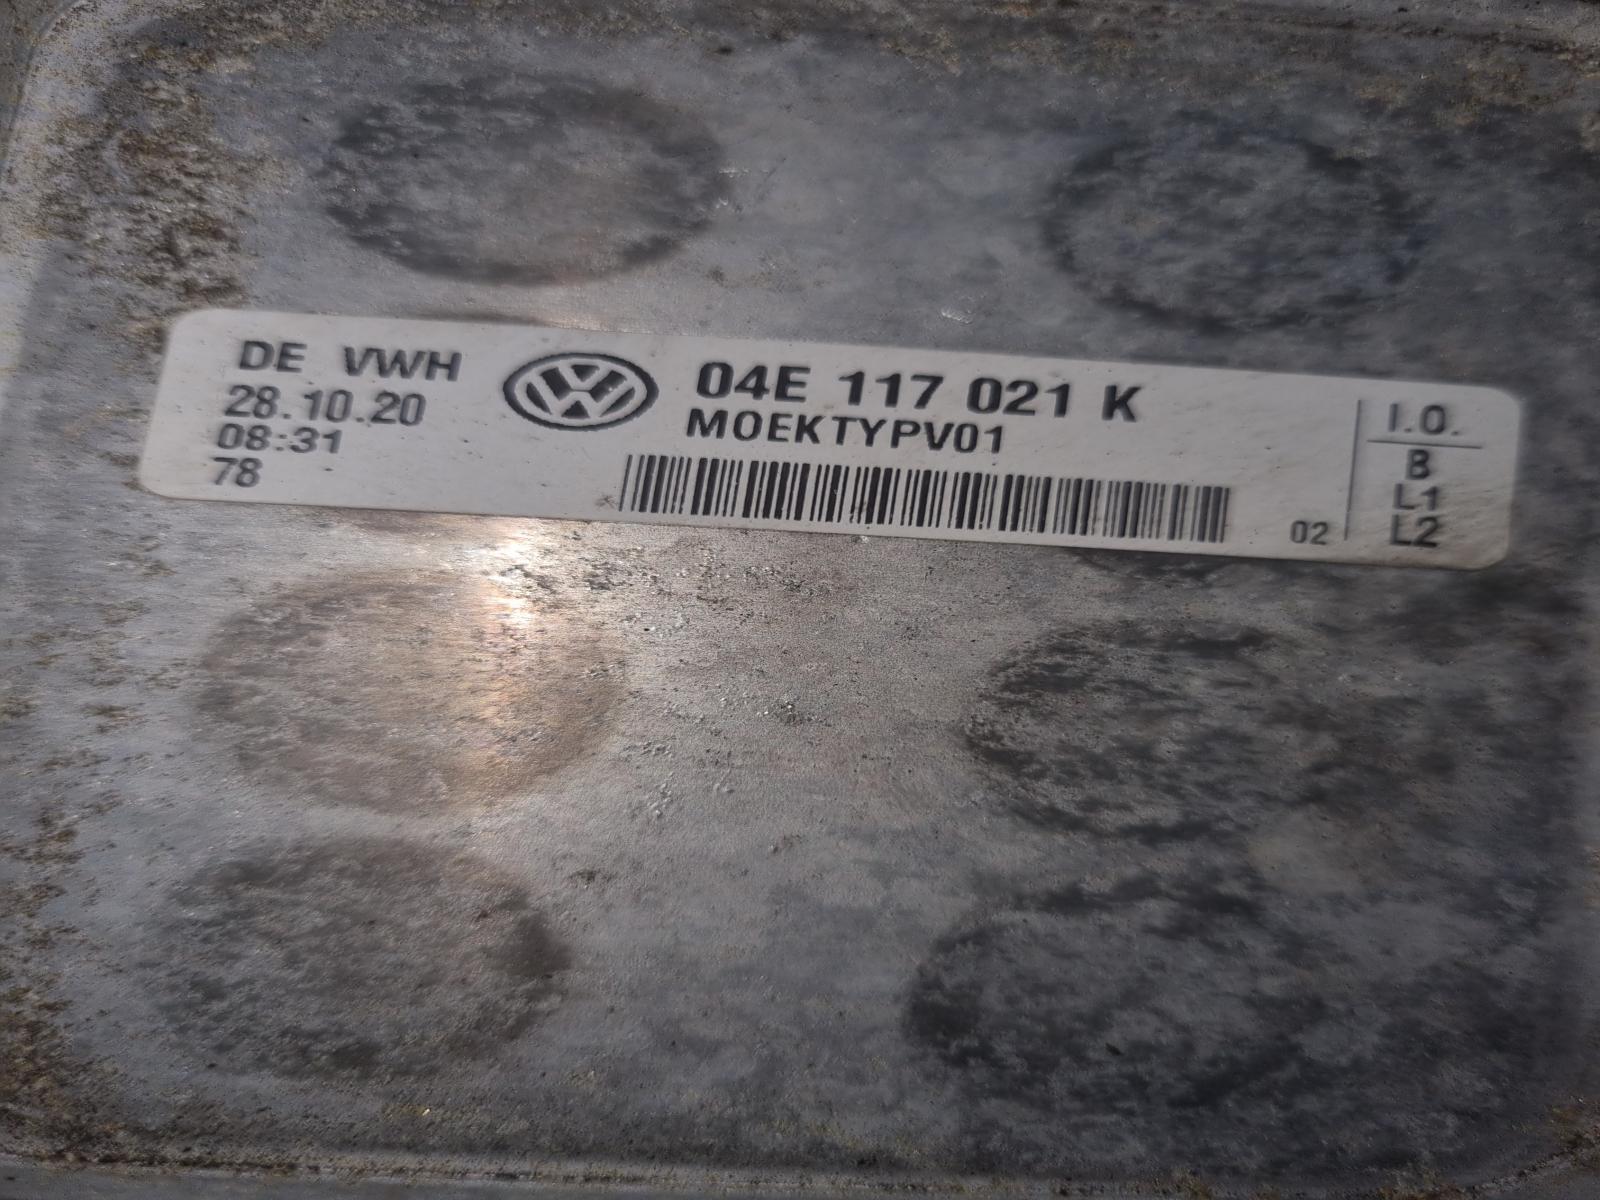 DE VWH
28.10.20
08:31
78
04E 117 021 K
MOEKTYPV01
02
I.O.
B
L1
L2